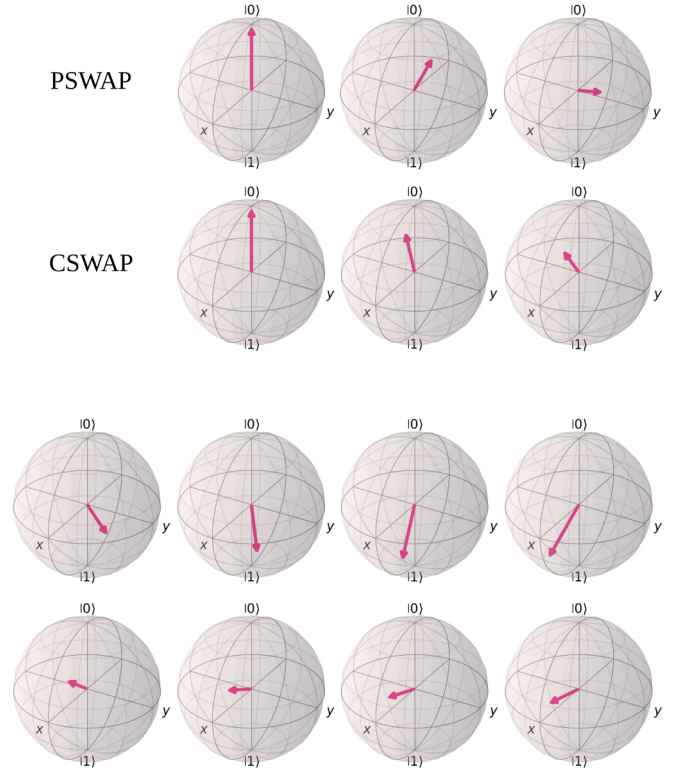 |0⟩ |0⟩ |0⟩
PSWAP
y y y
x x x
|1⟩ |1⟩ |1⟩
|0⟩ |0⟩ |0⟩
CSWAP
y y y
x x x
|1⟩ |1⟩ |1⟩
|0⟩ |0⟩ |0⟩ |0⟩
y y y y
x x x x
|1⟩ |1⟩ |1⟩ |1⟩
|0⟩ |0⟩ |0⟩ |0⟩
y y y y
x x x x
|1⟩ |1⟩ |1⟩ |1⟩